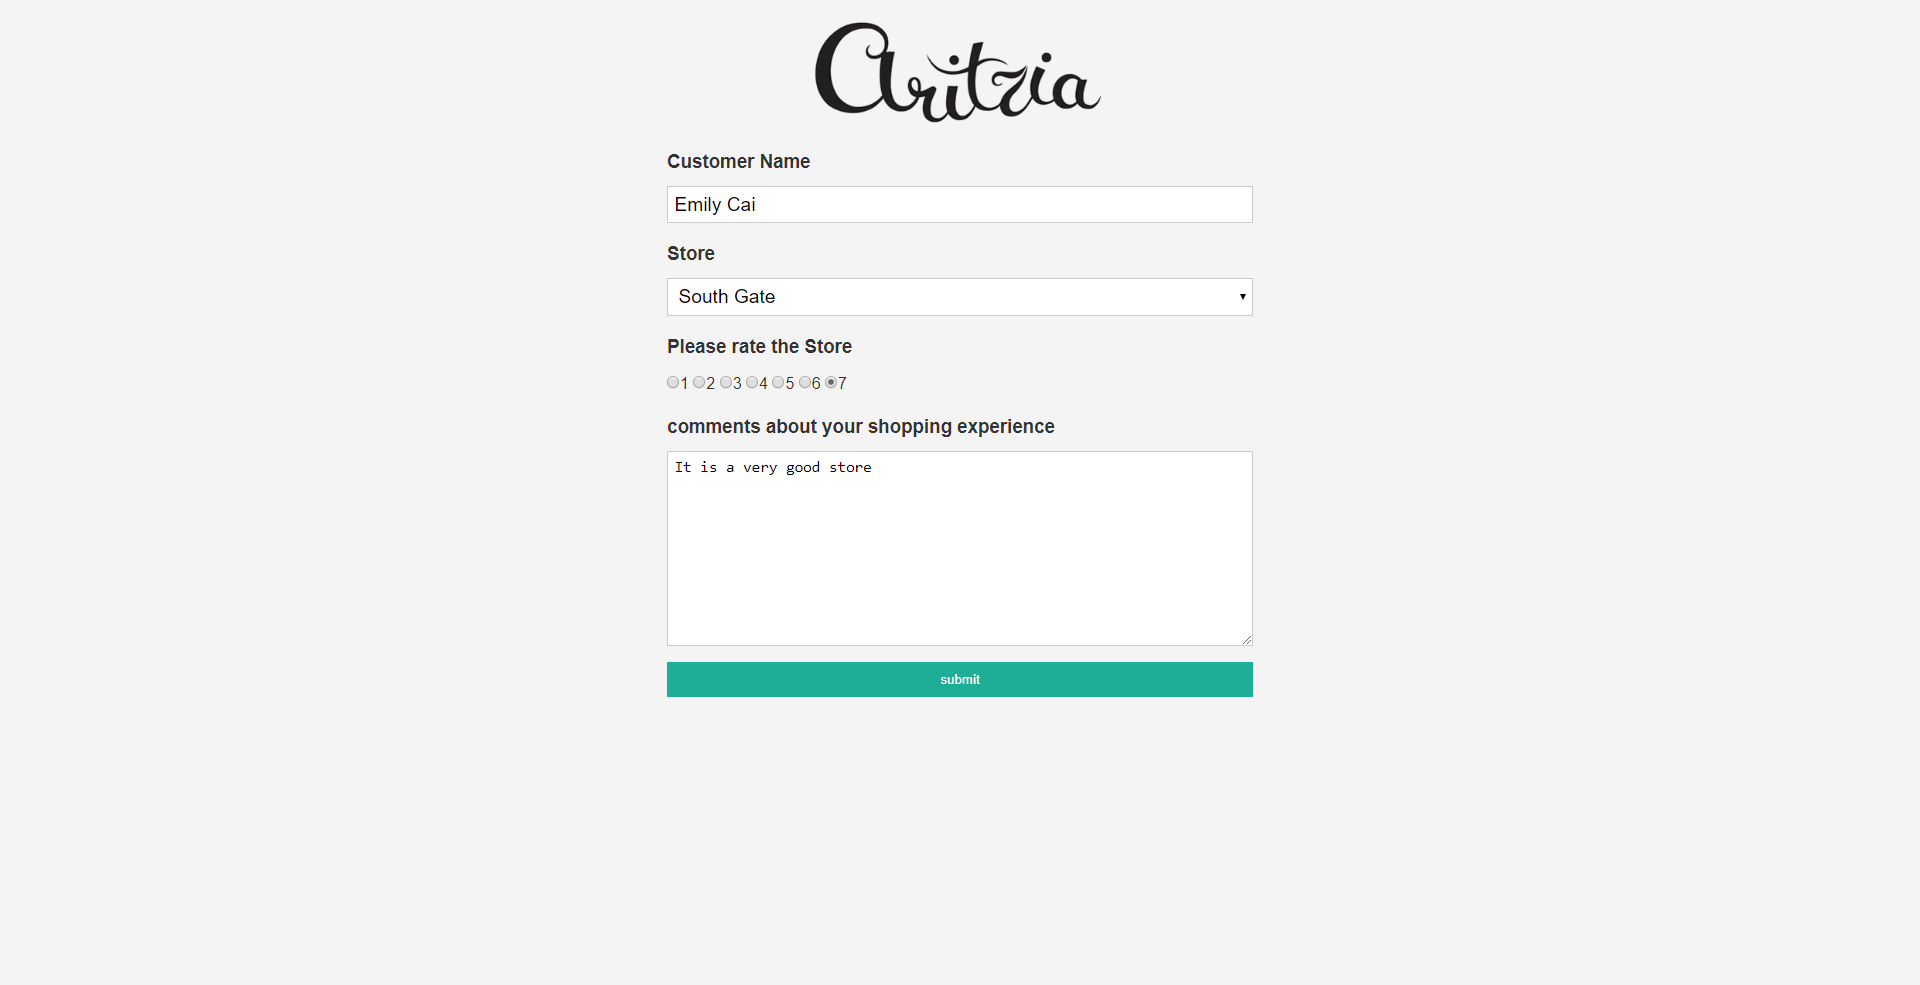 aritzia
Customer Name
Emily Cai
Store
South Gate
Please rate the Store
1 2 3 4 5 6 7
comments about your shopping experience
It is a very good store
submit